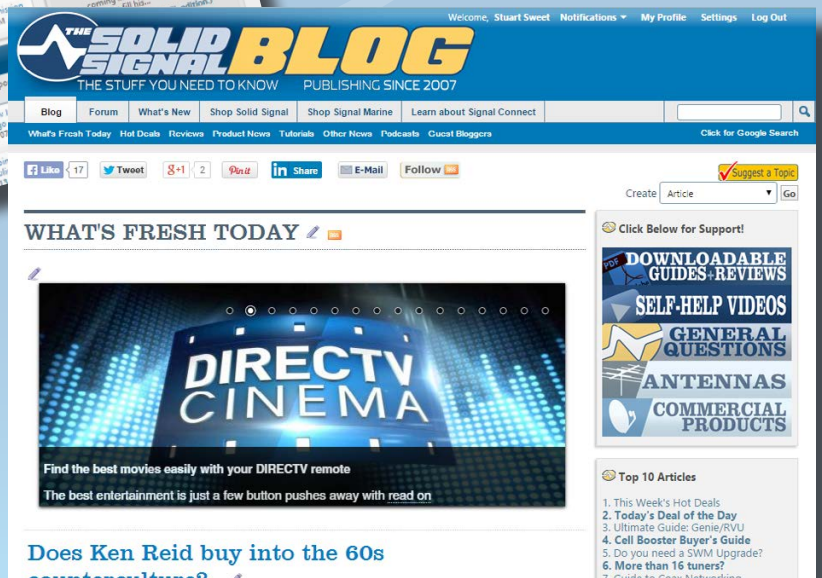 Welcome, Stuart Sweet Notifications My Profile Settings Log Out
THE SOLID SIGNAL BLOG
THE STUFF YOU NEED TO KNOW PUBLISHING SINCE 2007
Blog Forum What's New Shop Solid Signal Shop Signal Marine Learn about Signal Connect
What's Fresh Today Hot Deals Reviews Product News Tutorials Other News Podcasts Guest Bloggers Click for Google Search
Like 17 Tweet g+1 2 Pin it in Share E-Mail Follow
Suggest a Topic
Create Article Go
WHAT'S FRESH TODAY
Click Below for Support!
PDF DOWNLOADABLE
GUIDES+REVIEWS
SELF-HELP VIDEOS
GENERAL
QUESTIONS
ANTENNAS
COMMERCIAL
PRODUCTS
DIRECTV
CINEMA
Find the best movies easily with your DIRECTV remote
The best entertainment is just a few button pushes away with read on
Top 10 Articles
1. This Week's Hot Deals
2. Today's Deal of the Day
3. Ultimate Guide: Genie/RVU
4. Cell Booster Buyer's Guide
5. Do you need a SWM Upgrade?
6. More than 16 tuners?
7. Guide to Coax Networking
Does Ken Reid buy into the 60s
counterculture?